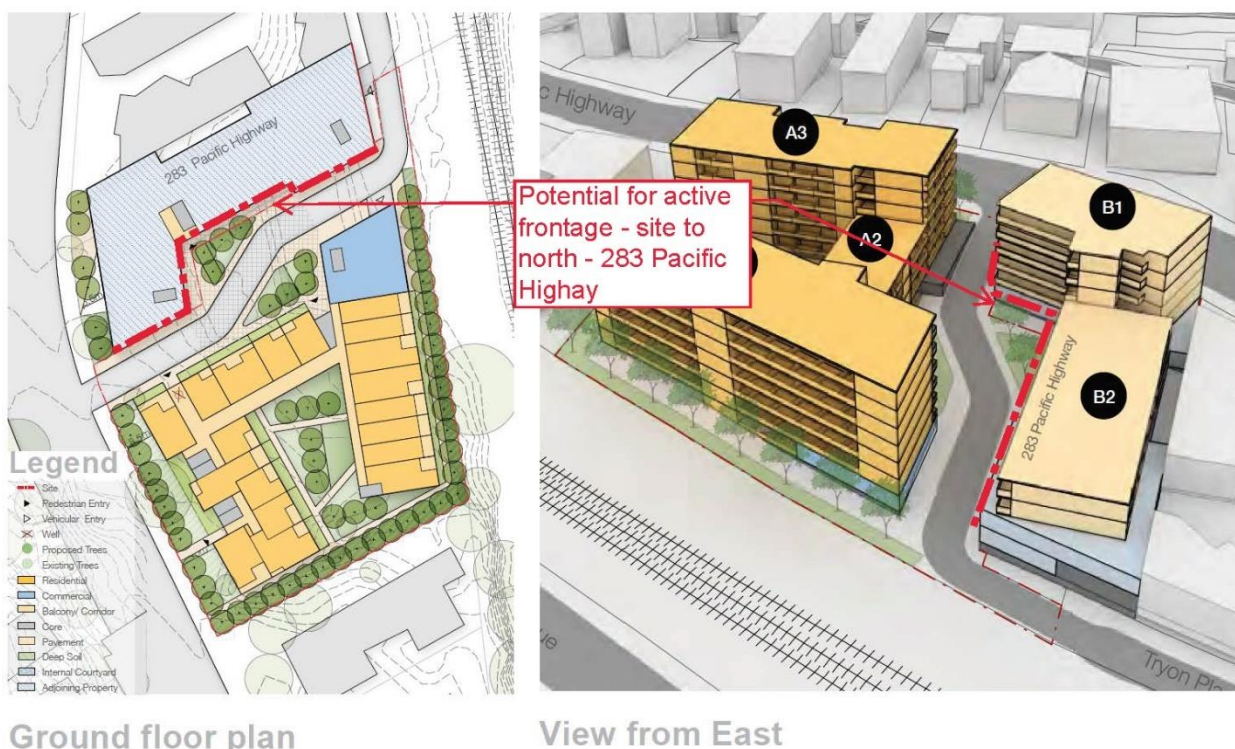 283 Pacific Highway
Legend
Site
Pedestrian Entry
Vehicular Entry
Well
Proposed Trees
Existing Trees
Residential
Commercial
Balcony/ Corridor
Core
Pavement
Deep Soil
Internal Courtyard
Adjoining Property
Potential for active
frontage - site to
north - 283 Pacific
Highay
c Highway
A3
A2
B1
B2
283 Pacific Highway
ue
Tryon Pla
Ground floor plan
View from East